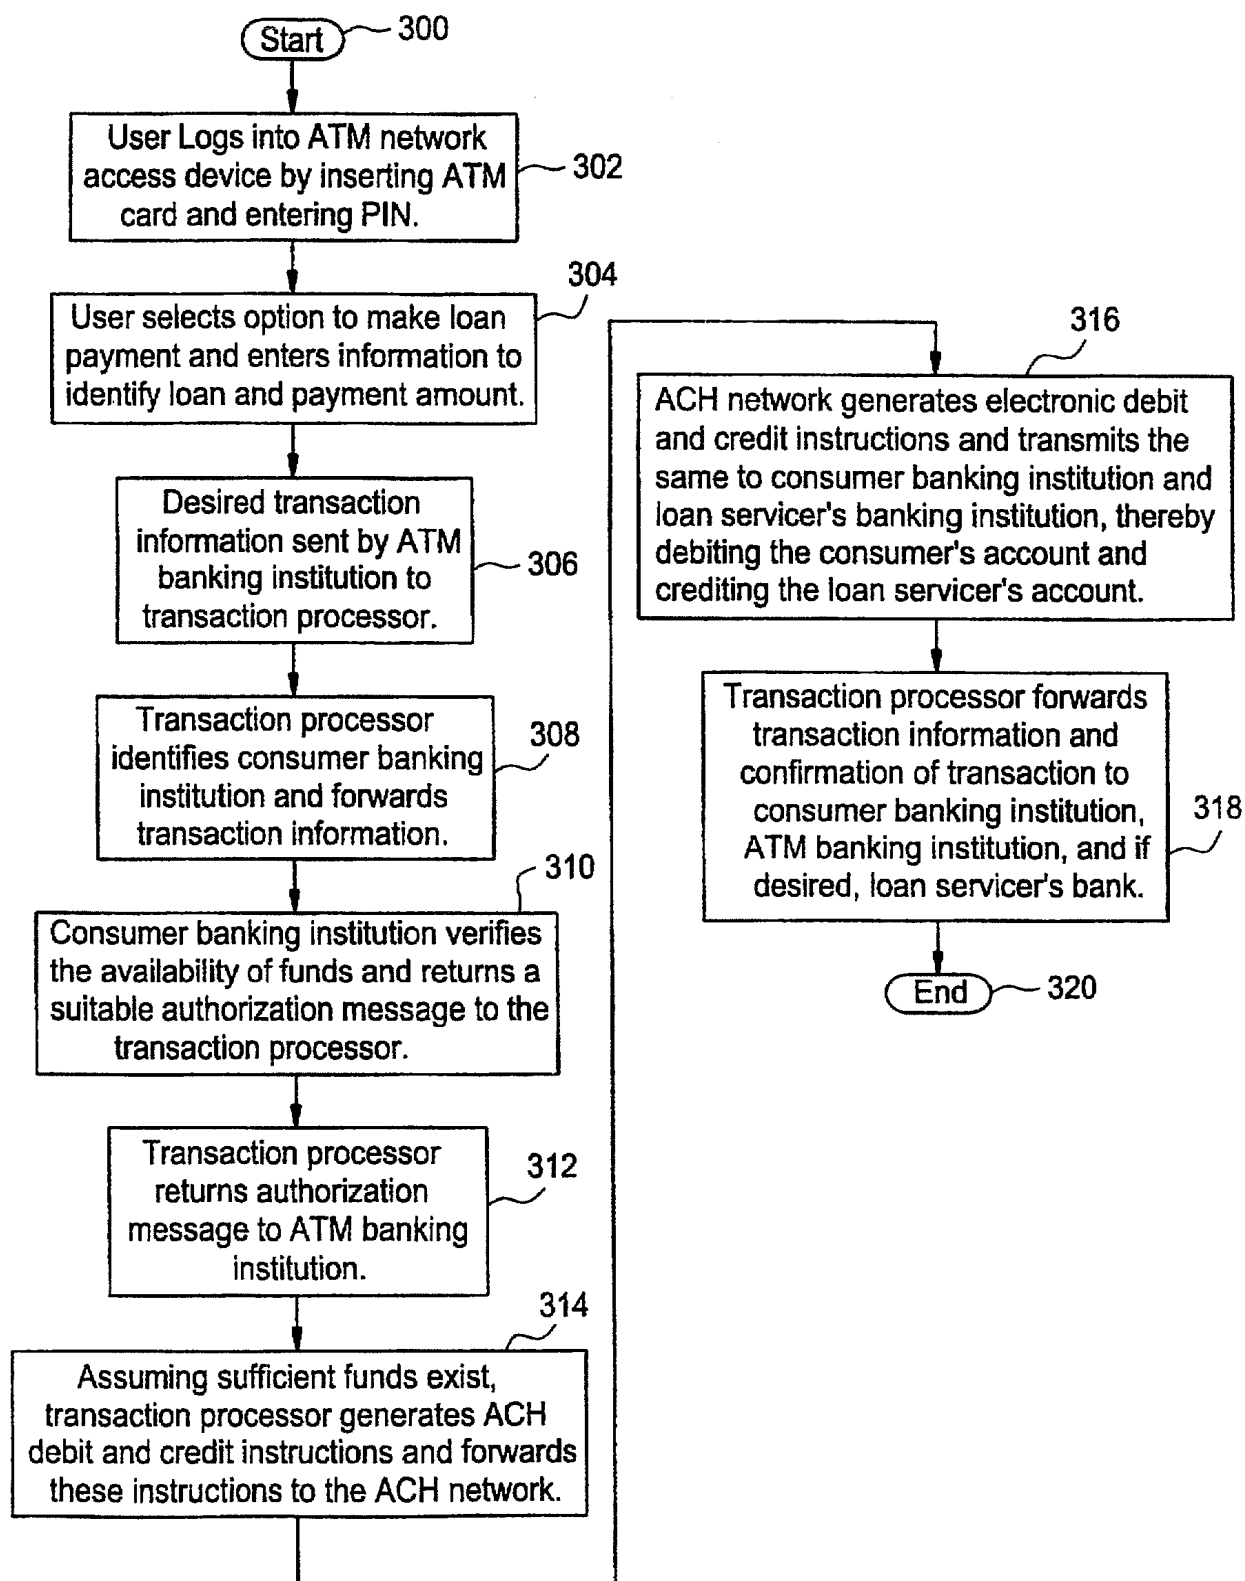 Start
300
User Logs into ATM network
access device by inserting ATM
card and entering PIN.
302
304
User selects option to make loan
payment and enters information to
identify loan and payment amount.
Desired transaction
information sent by ATM
banking institution to
transaction processor.
306
Transaction processor
identifies consumer banking
institution and forwards
transaction information.
308
310
Consumer banking institution verifies
the availability of funds and returns a
suitable authorization message to the
transaction processor.
Transaction processor
returns authorization
message to ATM banking
institution.
312
314
Assuming sufficient funds exist,
transaction processor generates ACH
debit and credit instructions and forwards
these instructions to the ACH network.
316
ACH network generates electronic debit
and credit instructions and transmits the
same to consumer banking institution and
loan servicer's banking institution, thereby
debiting the consumer's account and
crediting the loan servicer's account.
Transaction processor forwards
transaction information and
confirmation of transaction to
consumer banking institution,
ATM banking institution, and if
desired, loan servicer's bank.
318
End
320